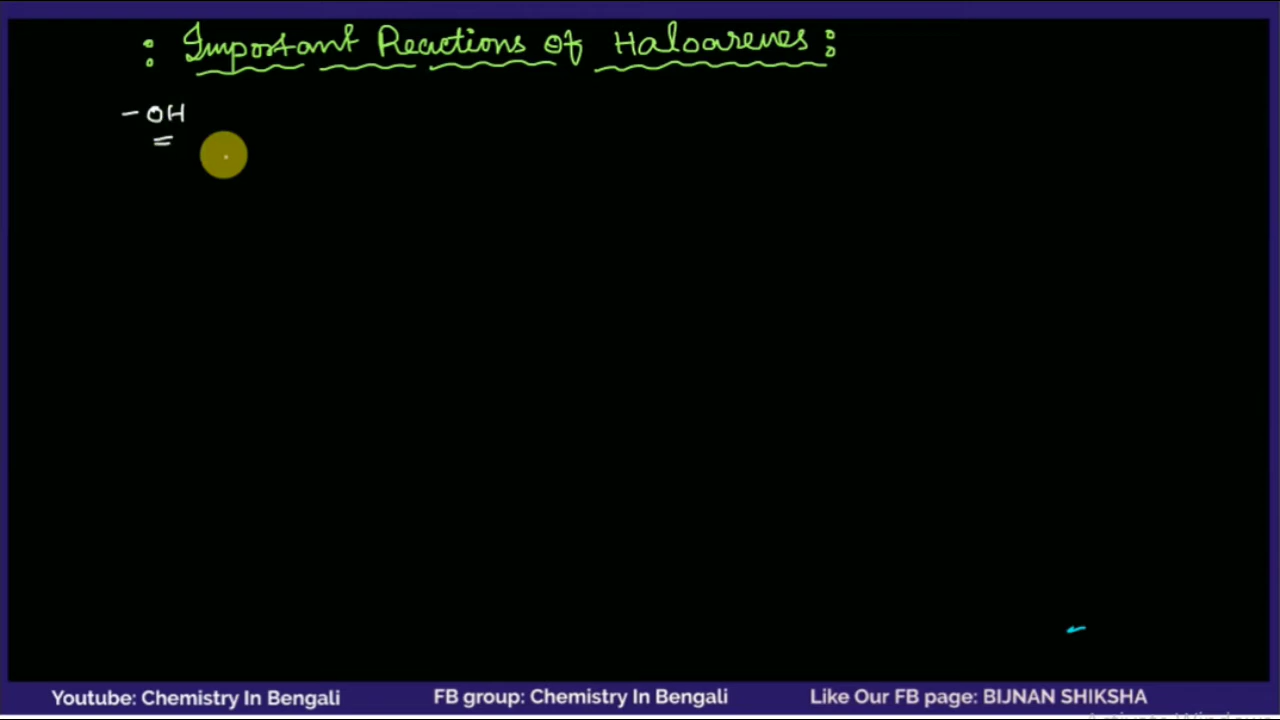 : Important Reactions of Haloarenes :
- OH
Youtube: Chemistry In Bengali
FB group: Chemistry In Bengali
Like Our FB page: BIJNAN SHIKSHA